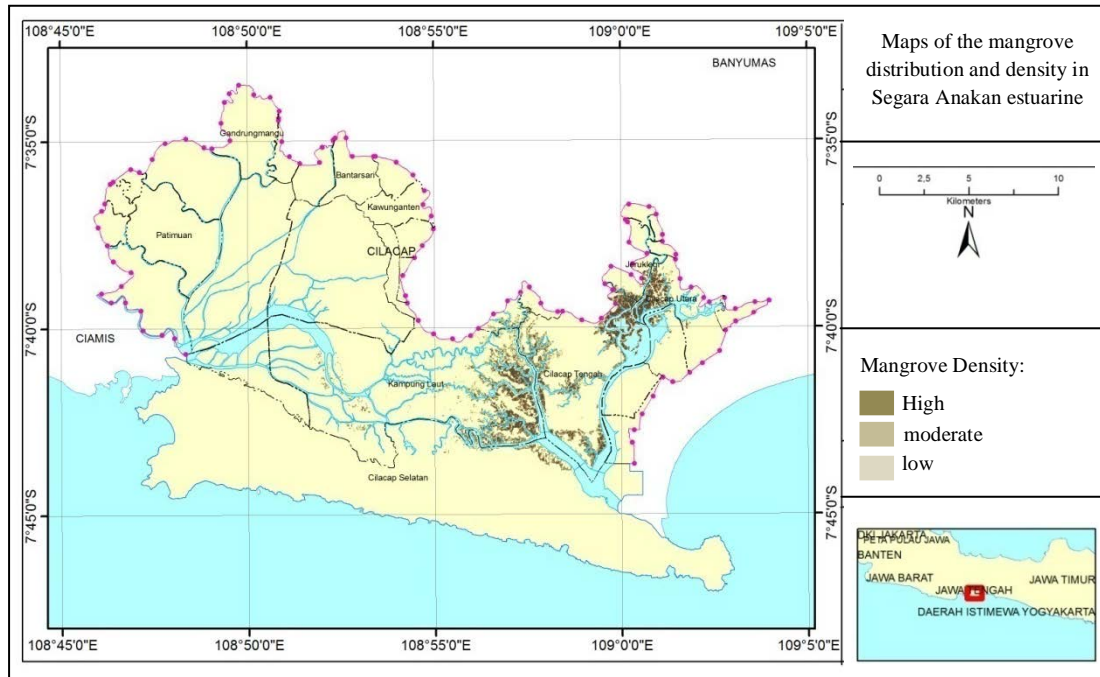 108°45'0"E 108°50'0"E 108°55'0"E 109°0'0"E 109°5'0"E
BANYUMAS
Gandrungmangu
7°35'0"S 7°35'0"S
Bantarsari
Kawunganten
Patimuan
CILACAP
Jeruklegi
Cilacap Utara
7°40'0"S 7°40'0"S
CIAMIS
Cilacap Tengah
Kampung Laut
Cilacap Selatan
7°45'0"S 7°45'0"S
108°45'0"E 108°50'0"E 108°55'0"E 109°0'0"E 109°5'0"E
Maps of the mangrove
distribution and density in
Segara Anakan estuarine
0 2,5 5 10
Kilometers
N
Mangrove Density:
High
moderate
low
DKI JAKARTA
PETA PULAU JAWA
BANTEN
JAWA BARAT JAWA TIMUR
JAWA TENGAH
DAERAH ISTIMEWA YOGYAKARTA